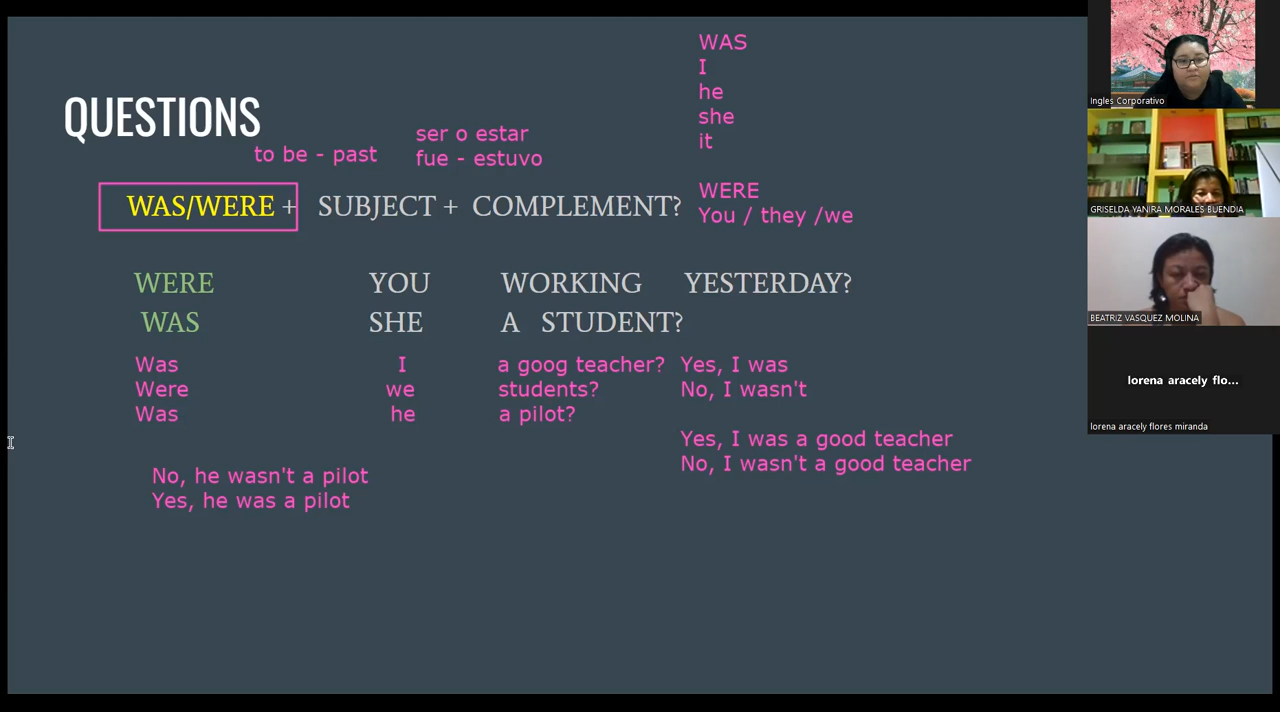 QUESTIONS
to be - past
ser o estar
fue - estuvo
WAS
I
he
she
it
WERE
You / they /we
WAS/WERE + SUBJECT + COMPLEMENT?
WERE YOU WORKING YESTERDAY?
WAS SHE A STUDENT?
Was I a goog teacher? Yes, I was
Were we students? No, I wasn't
Was he a pilot?
Yes, I was a good teacher
No, I wasn't a good teacher
No, he wasn't a pilot
Yes, he was a pilot
Ingles Corporativo
GRISELDA YANIRA MORALES BUENDIA
BEATRIZ VASQUEZ MOLINA
lorena aracely flo...
lorena aracely flores miranda